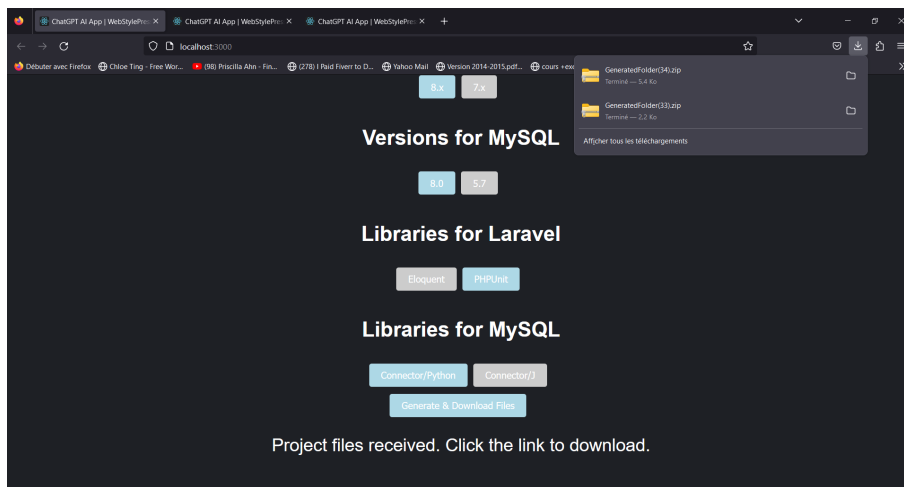 ChatGPT AI App | WebStylePre
ChatGPT AI App | WebStylePre
ChatGPT AI App | WebStylePre
localhost:3000
Débuter avec Firefox
Chloe Ting - Free Wor...
(98) Priscilla Ahn - Fin...
(278) I Paid Fiverr to D...
Yahoo Mail
Version 2014-2015.pdf...
cours +exe
GeneratedFolder(34).zip
Terminé — 5,4 Ko
GeneratedFolder(33).zip
Terminé — 2,2 Ko
Afficher tous les téléchargements
8.x 7.x
Versions for MySQL
8.0 5.7
Libraries for Laravel
Eloquent PHPUnit
Libraries for MySQL
Connector/Python Connector/J
Generate & Download Files
Project files received. Click the link to download.